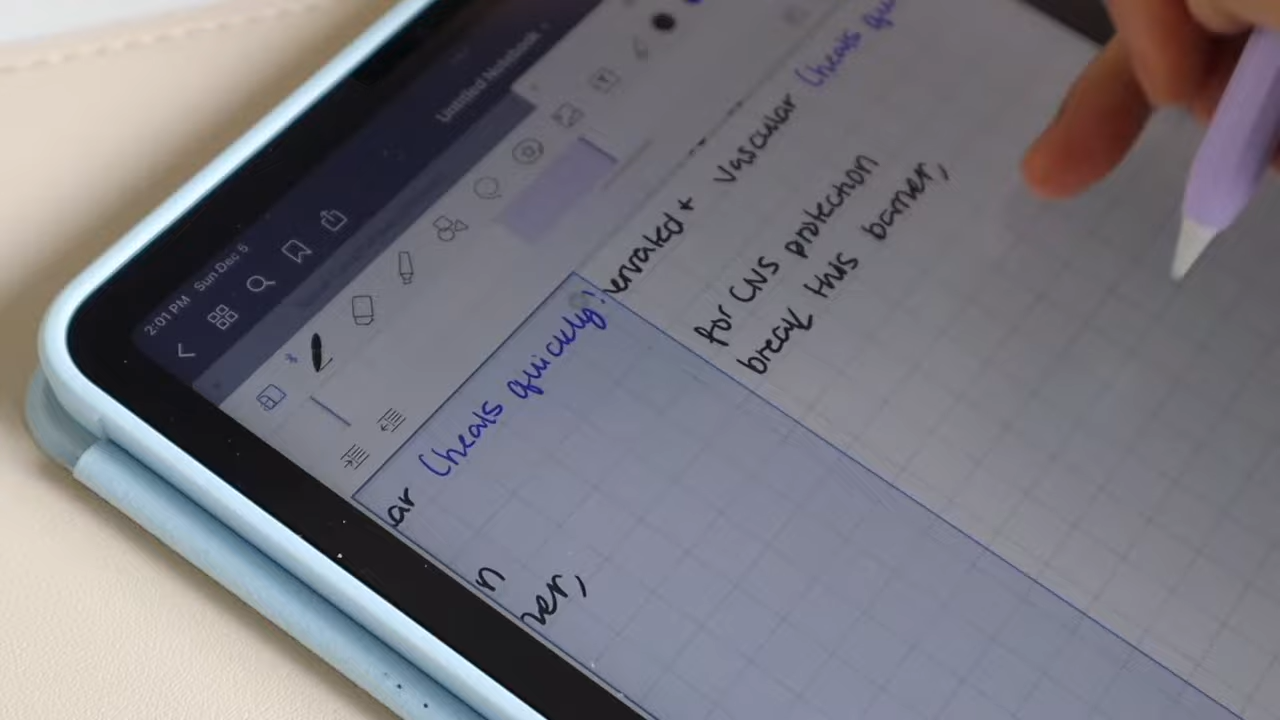 2:01 PM Sun Dec 5
Untitled Notebook
ervated + Vascular (heals qu
for CNS protection
break this barrier,
ar (heals quickly!
n
er,